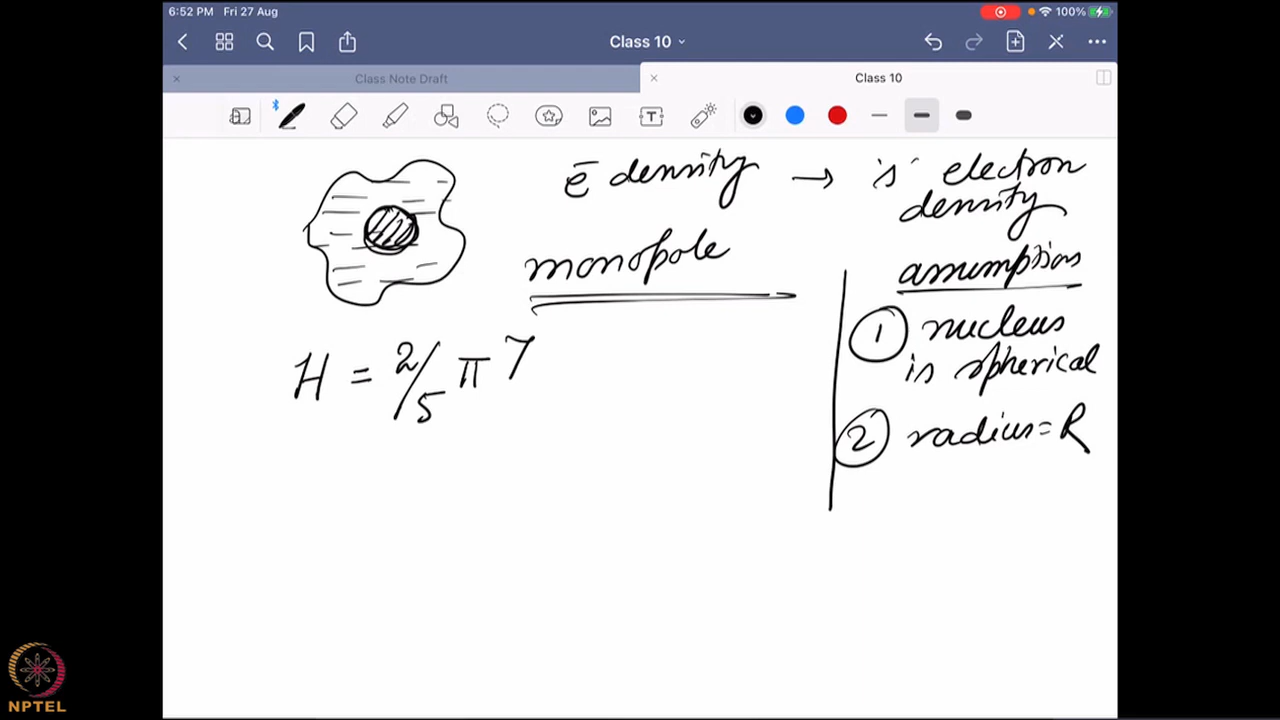 6:52 PM Fri 27 Aug
100%
Class 10
Class Note Draft
Class 10
T
ē density → is electron
density
monopole
assumptions
1 nucleus
is spherical
H = 2/5 π 7
2 radius = R
NPTEL